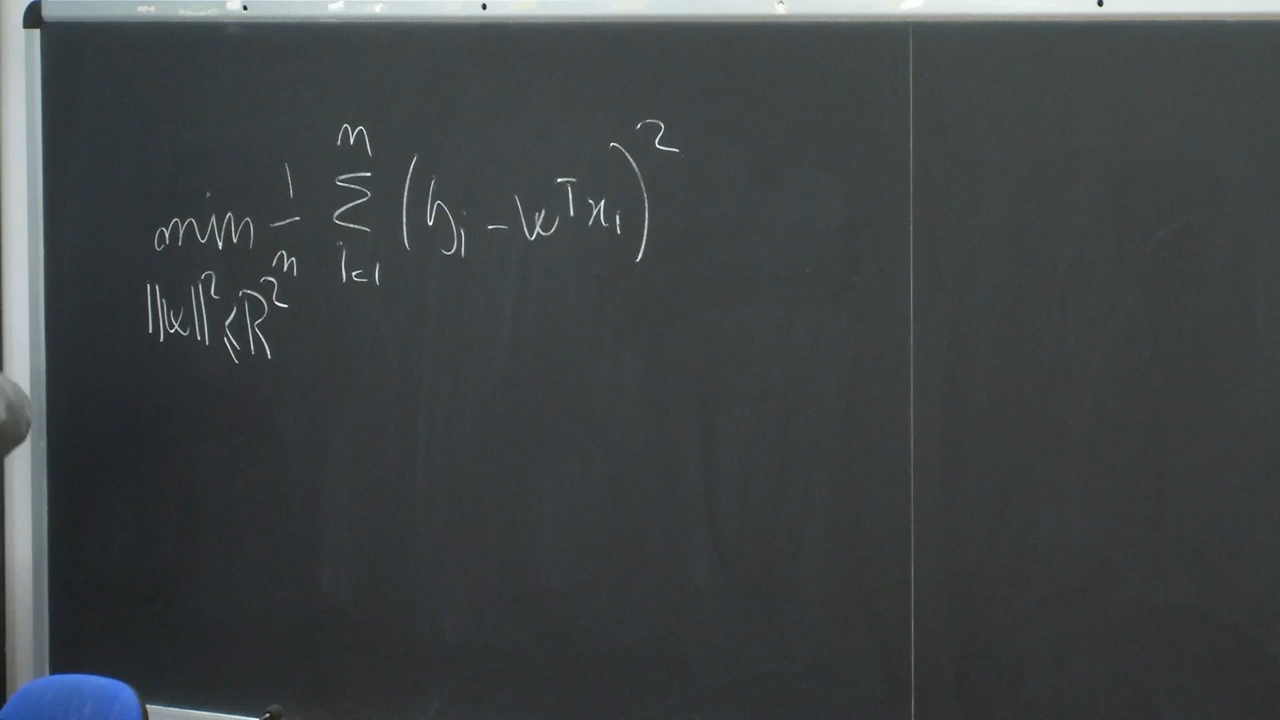 min 1/n Σ_{i=1}^{n} (y_i - w^T x_i)^2
||w||^2 ≤ R^2